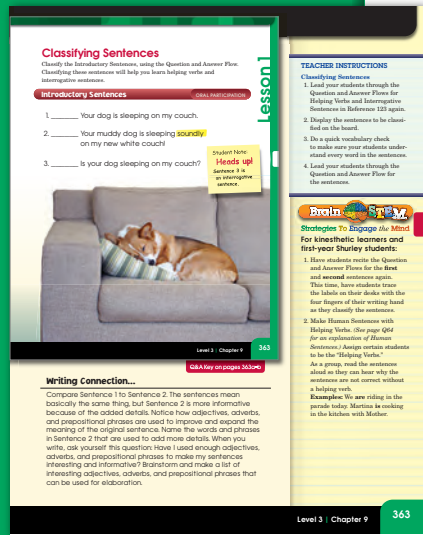 Classifying Sentences
Classify the Introductory Sentences, using the Question and Answer Flow.
Classifying these sentences will help you learn helping verbs and
interrogative sentences.
Introductory Sentences
ORAL PARTICIPATION
Lesson 1
1. _______ Your dog is sleeping on my couch.
2. _______ Your muddy dog is sleeping soundly
on my new white couch!
3. _______ Is your dog sleeping on my couch?
Student Note:
Heads up!
Sentence 3 is
an interrogative
sentence.
Level 3 | Chapter 9
363
Q&A Key on pages 363a
Writing Connection...
Compare Sentence 1 to Sentence 2. The sentences mean
basically the same thing, but Sentence 2 is more informative
because of the added details. Notice how adjectives, adverbs,
and prepositional phrases are used to improve and expand the
meaning of the original sentence. Name the words and phrases
in Sentence 2 that are used to add more details. When you
write, ask yourself this question: Have I used enough adjectives,
adverbs, and prepositional phrases to make my sentences
interesting and informative? Brainstorm and make a list of
interesting adjectives, adverbs, and prepositional phrases that
can be used for elaboration.
TEACHER INSTRUCTIONS
Classifying Sentences
1. Lead your students through the
Question and Answer Flows for
Helping Verbs and Interrogative
Sentences in Reference 123 again.
2. Display the sentences to be classi-
fied on the board.
3. Do a quick vocabulary check
to make sure your students under-
stand every word in the sentences.
4. Lead your students through the
Question and Answer Flow for
the sentences.
Brain STEM
Strategies To Engage the Mind
For kinesthetic learners and
first-year Shurley students:
1. Have students recite the Question
and Answer Flows for the first
and second sentences again.
This time, have students trace
the labels on their desks with the
four fingers of their writing hand
as they classify the sentences.
2. Make Human Sentences with
Helping Verbs. (See page Q64
for an explanation of Human
Sentences.) Assign certain students
to be the "Helping Verbs."
As a group, read the sentences
aloud so they can hear why the
sentences are not correct without
a helping verb.
Examples: We are riding in the
parade today. Martina is cooking
in the kitchen with Mother.
Level 3 | Chapter 9
363